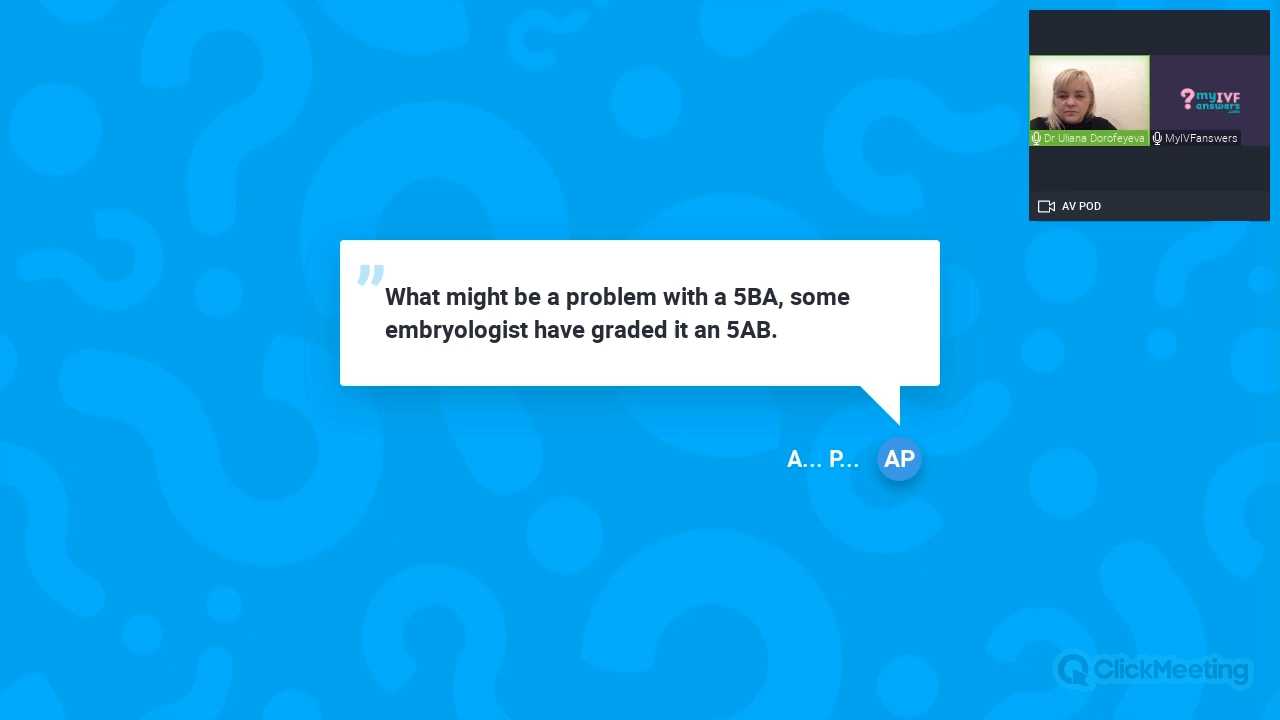 ?myIVF
answers
.com
Dr Uliana Dorofeyeva
MyIVFanswers
AV POD
" What might be a problem with a 5BA, some
embryologist have graded it an 5AB.
A... P... AP
ClickMeeting